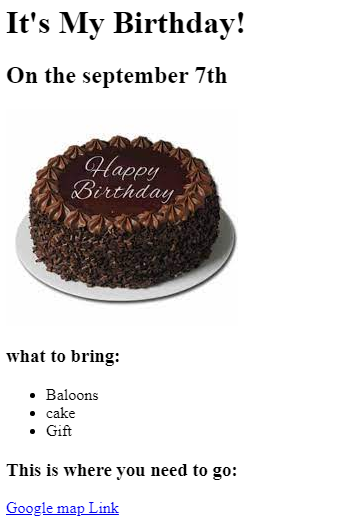 It's My Birthday!
On the september 7th
Happy
Birthday
what to bring:
Baloons
cake
Gift
This is where you need to go:
Google map Link